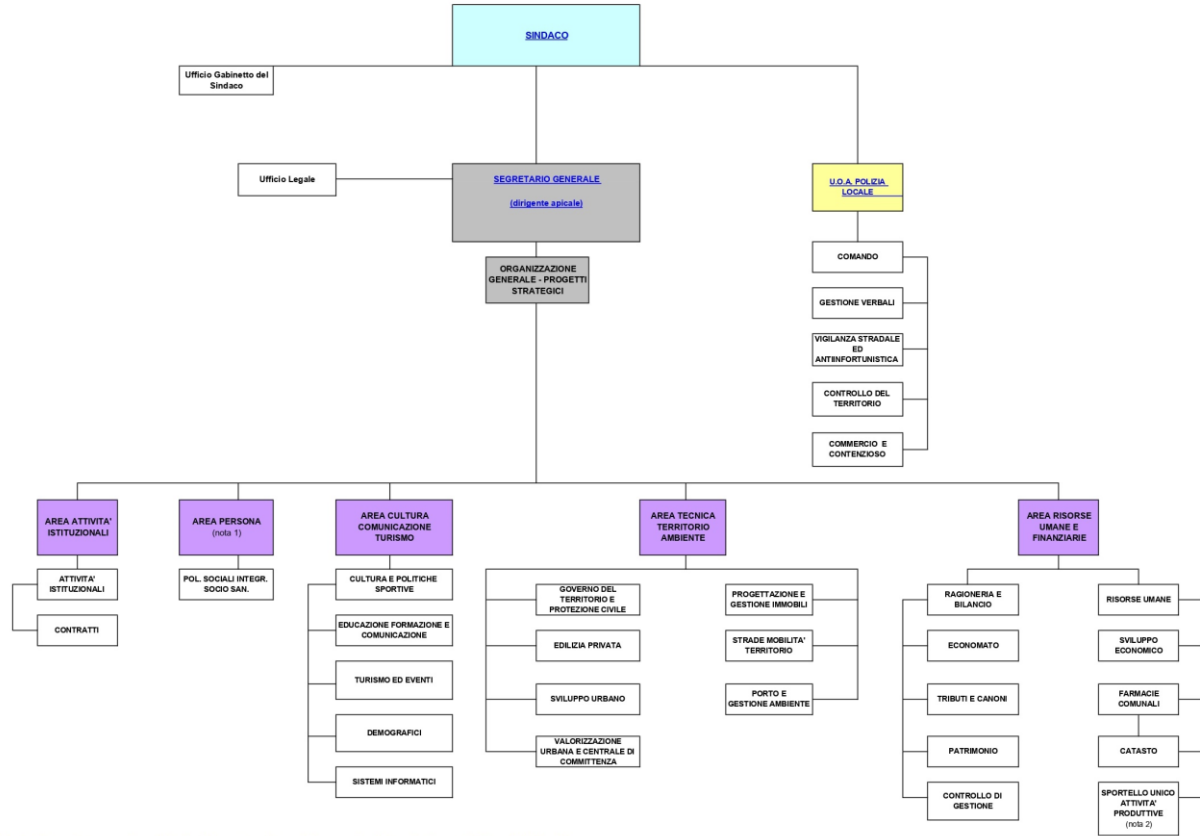 SINDACO
Ufficio Gabinetto del
Sindaco
Ufficio Legale
SEGRETARIO GENERALE
(dirigente apicale)
U.O.A. POLIZIA
LOCALE
ORGANIZZAZIONE
GENERALE - PROGETTI
STRATEGICI
COMANDO
GESTIONE VERBALI
VIGILANZA STRADALE
ED
ANTIINFORTUNISTICA
CONTROLLO DEL
TERRITORIO
COMMERCIO E
CONTENZIOSO
AREA ATTIVITA'
ISTITUZIONALI
ATTIVITA'
ISTITUZIONALI
CONTRATTI
AREA PERSONA
(nota 1)
POL. SOCIALI INTEGR.
SOCIO SAN.
AREA CULTURA
COMUNICAZIONE
TURISMO
CULTURA E POLITICHE
SPORTIVE
EDUCAZIONE FORMAZIONE E
COMUNICAZIONE
TURISMO ED EVENTI
DEMOGRAFICI
SISTEMI INFORMATICI
AREA TECNICA
TERRITORIO
AMBIENTE
GOVERNO DEL
TERRITORIO E
PROTEZIONE CIVILE
EDILIZIA PRIVATA
SVILUPPO URBANO
VALORIZZAZIONE
URBANA E CENTRALE DI
COMMITTENZA
PROGETTAZIONE E
GESTIONE IMMOBILI
STRADE MOBILITA'
TERRITORIO
PORTO E
GESTIONE AMBIENTE
AREA RISORSE
UMANE E
FINANZIARIE
RAGIONERIA E
BILANCIO
ECONOMATO
TRIBUTI E CANONI
PATRIMONIO
CONTROLLO DI
GESTIONE
RISORSE UMANE
SVILUPPO
ECONOMICO
FARMACIE
COMUNALI
CATASTO
SPORTELLO UNICO
ATTIVITA'
PRODUTTIVE
(nota 2)